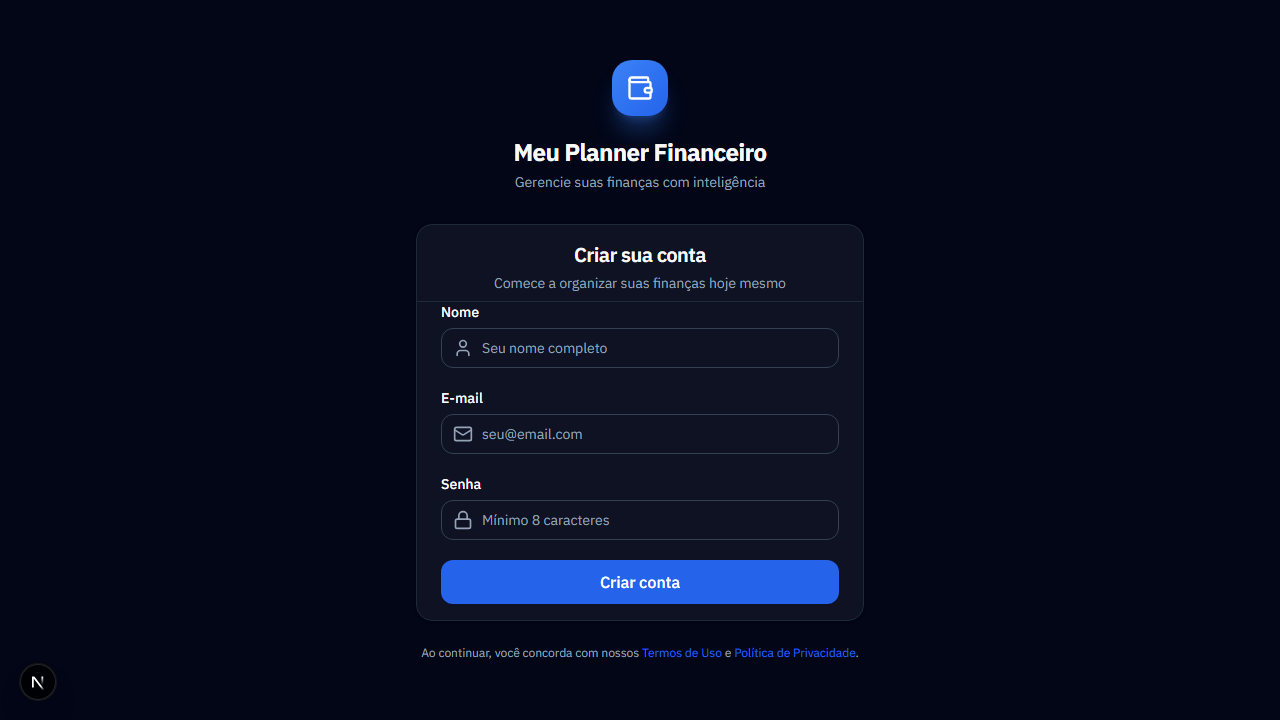 Meu Planner Financeiro
Gerencie suas finanças com inteligência
Criar sua conta
Comece a organizar suas finanças hoje mesmo
Nome
Seu nome completo
E-mail
seu@email.com
Senha
Mínimo 8 caracteres
Criar conta
Ao continuar, você concorda com nossos Termos de Uso e Política de Privacidade.
N